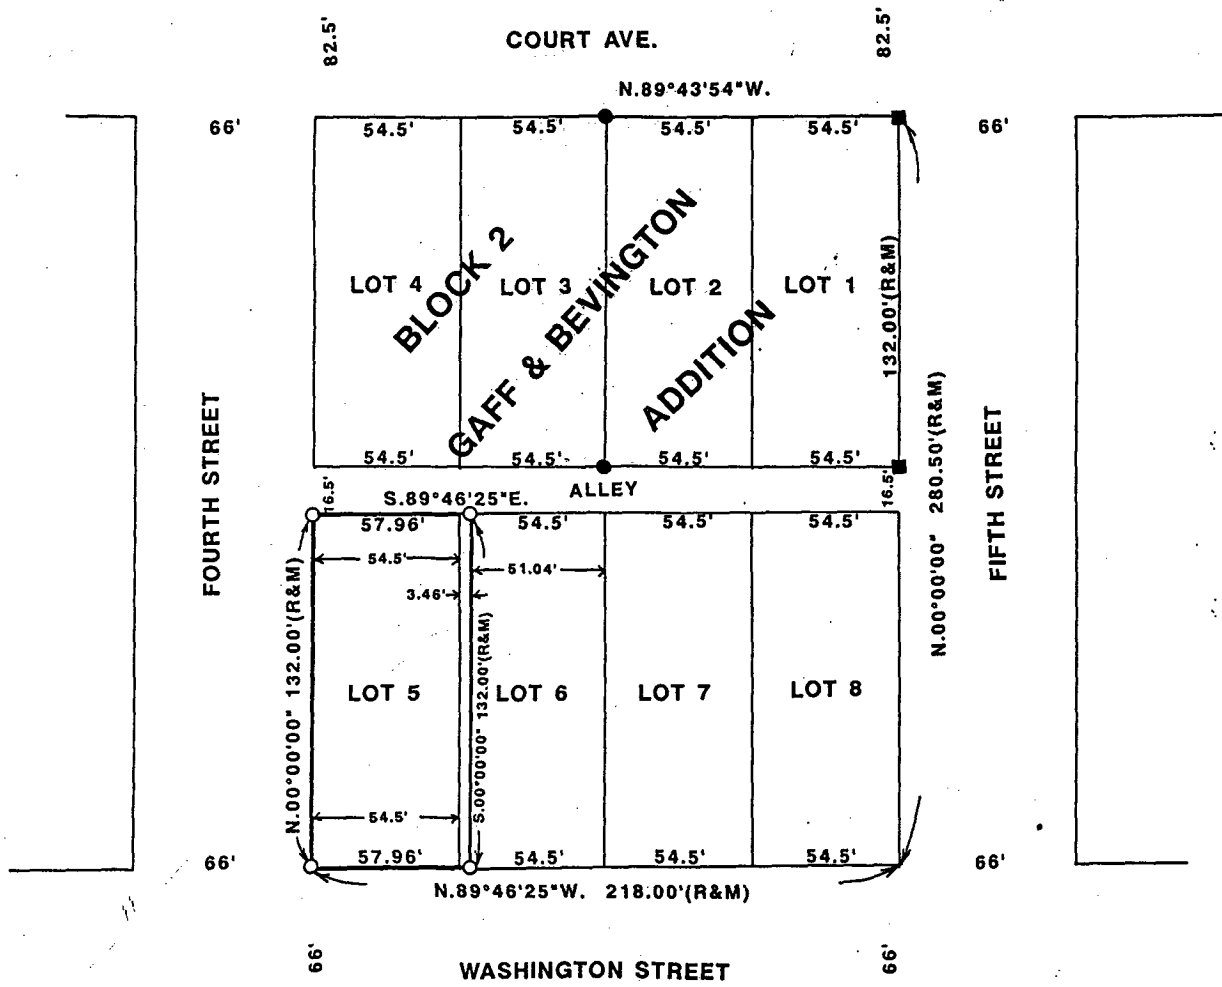 82.5'
COURT AVE.
82.5'
N.89°43'54"W.
66'
54.5'
54.5'
54.5'
54.5'
66'
BLOCK 2
GAFF & BEVINGTON
ADDITION
LOT 4
LOT 3
LOT 2
LOT 1
132.00'(R&M)
FOURTH STREET
54.5'
54.5'
54.5'
54.5'
N.00°00'00" 280.50'(R&M)
FIFTH STREET
16.5'
S.89°46'25"E.
ALLEY
16.5'
57.96'
54.5'
54.5'
54.5'
54.5'
51.04'
3.46'
N.00°00'00" 132.00'(R&M)
S.00°00'00" 132.00'(R&M)
LOT 5
LOT 6
LOT 7
LOT 8
54.5'
66'
57.96'
54.5'
54.5'
54.5'
66'
N.89°46'25"W. 218.00'(R&M)
66'
WASHINGTON STREET
66'